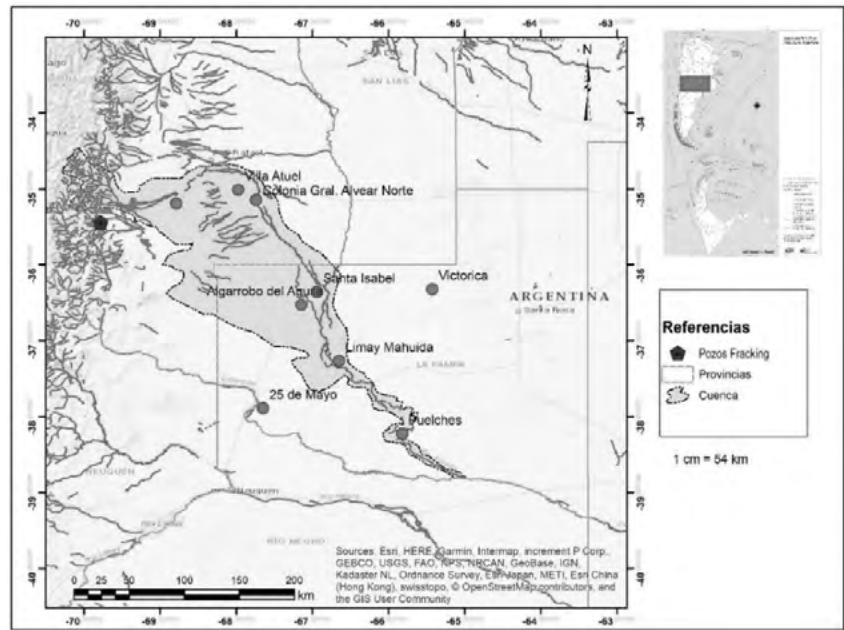 -70 -69 -68 -67 -66 -65 -64 -63
N
SAN LUIS
-34
-35
-36
-37
-38
-39
-40
-34
-35
-36
-37
-38
-39
-40
Villa Atuel
Colonia Gral. Alvear Norte
Santa Isabel
Algarrobo del Aguila
Victorica
ARGENTINA
Santa Rosa
Limay Mahuida
LA PAMPA
25 de Mayo
Puelches
NEUQUÉN
Neuquén
RIO NEGRO
Sources: Esri, HERE, Garmin, Intermap, increment P Corp.,
GEBCO, USGS, FAO, NPS, NRCAN, GeoBase, IGN,
Kadaster NL, Ordnance Survey, Esri Japan, METI, Esri China
(Hong Kong), swisstopo, © OpenStreetMap contributors, and
the GIS User Community
0 25 50 100 150 200
km
-70 -69 -68 -67 -66 -65 -64 -63
Referencias
Pozos Fracking
Provincias
Cuenca
1 cm = 54 km